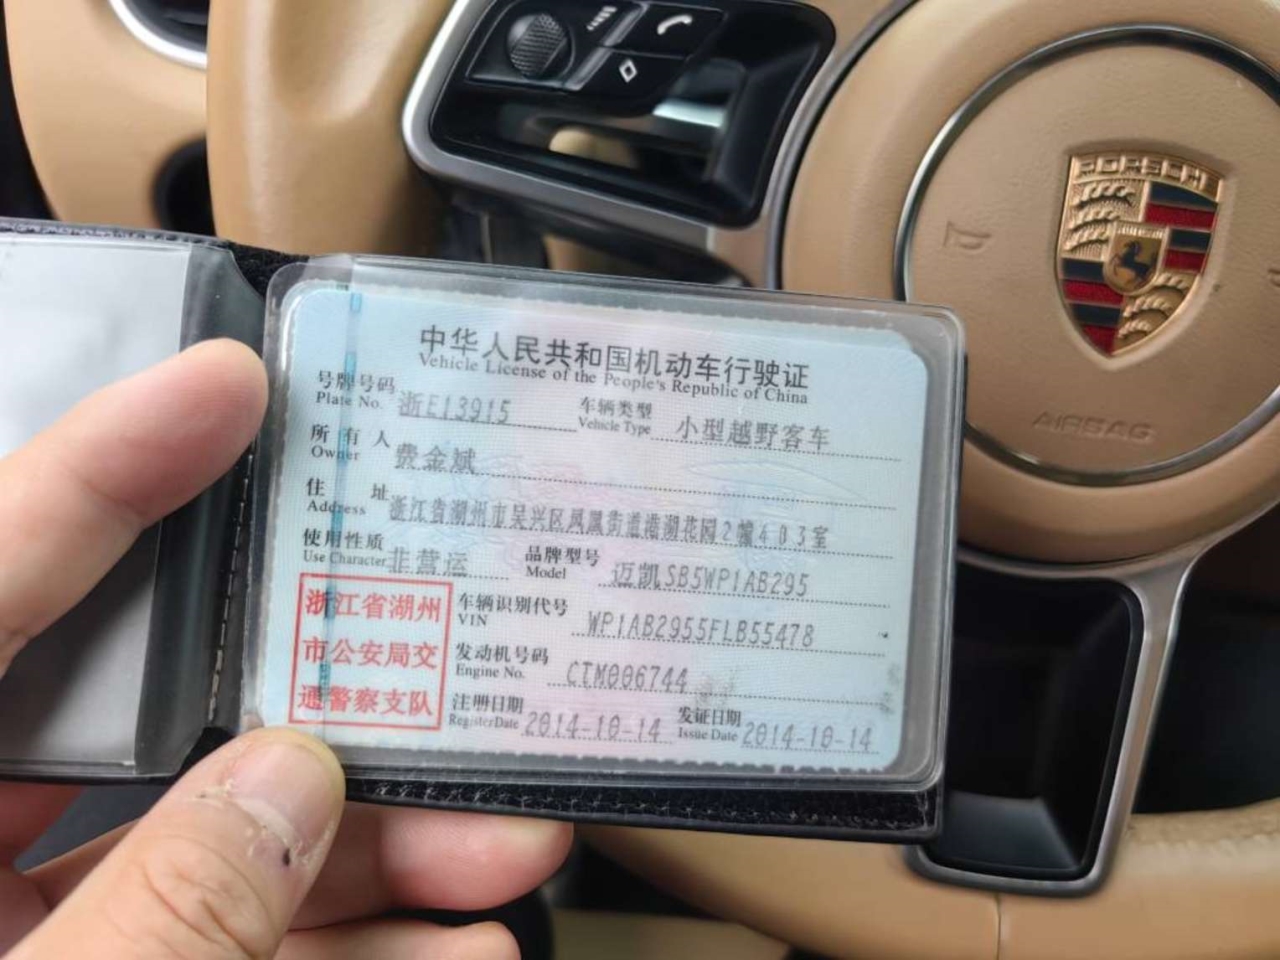 PORSCHE
AIRBAG
中华人民共和国机动车行驶证
Vehicle License of the People's Republic of China
号牌号码 浙E13915 车辆类型 小型越野客车
Plate No. Vehicle Type
所有人 费金斌
Owner
住址 浙江省湖州市吴兴区凤凰街道港湖花园2幢403室
Address
使用性质 非营运 品牌型号 迈凯SB5WP1AB295
Use Character Model
浙江省湖州
市公安局交
通警察支队
车辆识别代号 WP1AB2955FLB55478
VIN
发动机号码 CTM006744
Engine No.
注册日期 2014-10-14 发证日期 2014-10-14
Register Date Issue Date